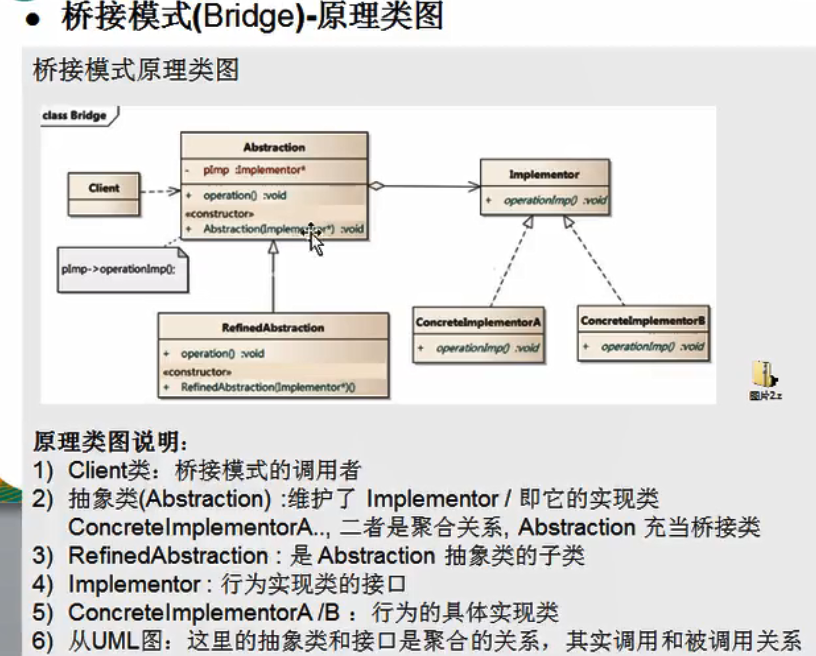 ● 桥接模式(Bridge)-原理类图
桥接模式原理类图
class Bridge
Abstraction
- pImp :Implementor*
+ operation() :void
«constructor»
+ Abstraction(Implementor*) :void
Client
pImp->operationImp();
Implementor
+ operationImp() :void
RefinedAbstraction
+ operation() :void
«constructor»
+ RefinedAbstraction(Implementor*)()
ConcreteImplementorA
+ operationImp() :void
ConcreteImplementorB
+ operationImp() :void
图片2.z
原理类图说明:
1) Client类：桥接模式的调用者
2) 抽象类(Abstraction) :维护了 Implementor / 即它的实现类
ConcreteImplementorA.., 二者是聚合关系, Abstraction 充当桥接类
3) RefinedAbstraction : 是 Abstraction 抽象类的子类
4) Implementor : 行为实现类的接口
5) ConcreteImplementorA /B ：行为的具体实现类
6) 从UML图：这里的抽象类和接口是聚合的关系，其实调用和被调用关系